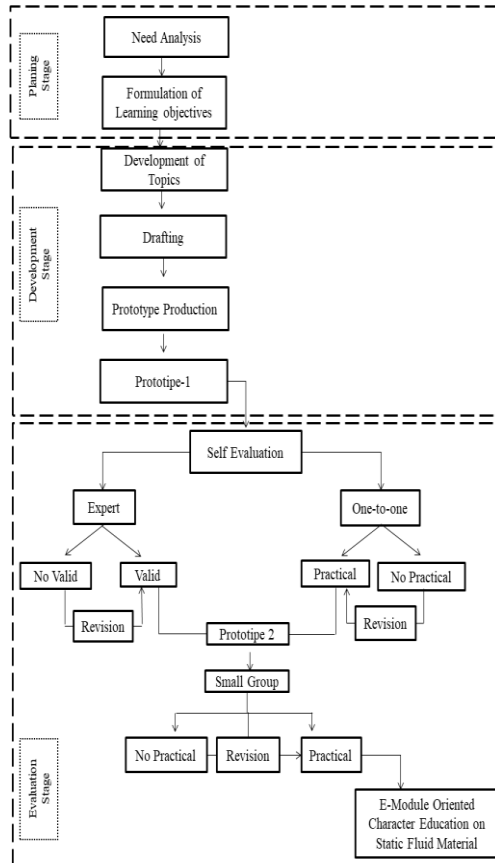 Need Analysis
Planing
Stage
Formulation of
Learning objectives
Development of
Topics
Drafting
Development
Stage
Prototype Production
Prototipe-1
Self Evaluation
Expert
One-to-one
No Valid
Valid
Practical
No Practical
Revision
Revision
Prototipe 2
Small Group
No Practical
Revision
Practical
Evaluation
Stage
E-Module Oriented
Character Education on
Static Fluid Material